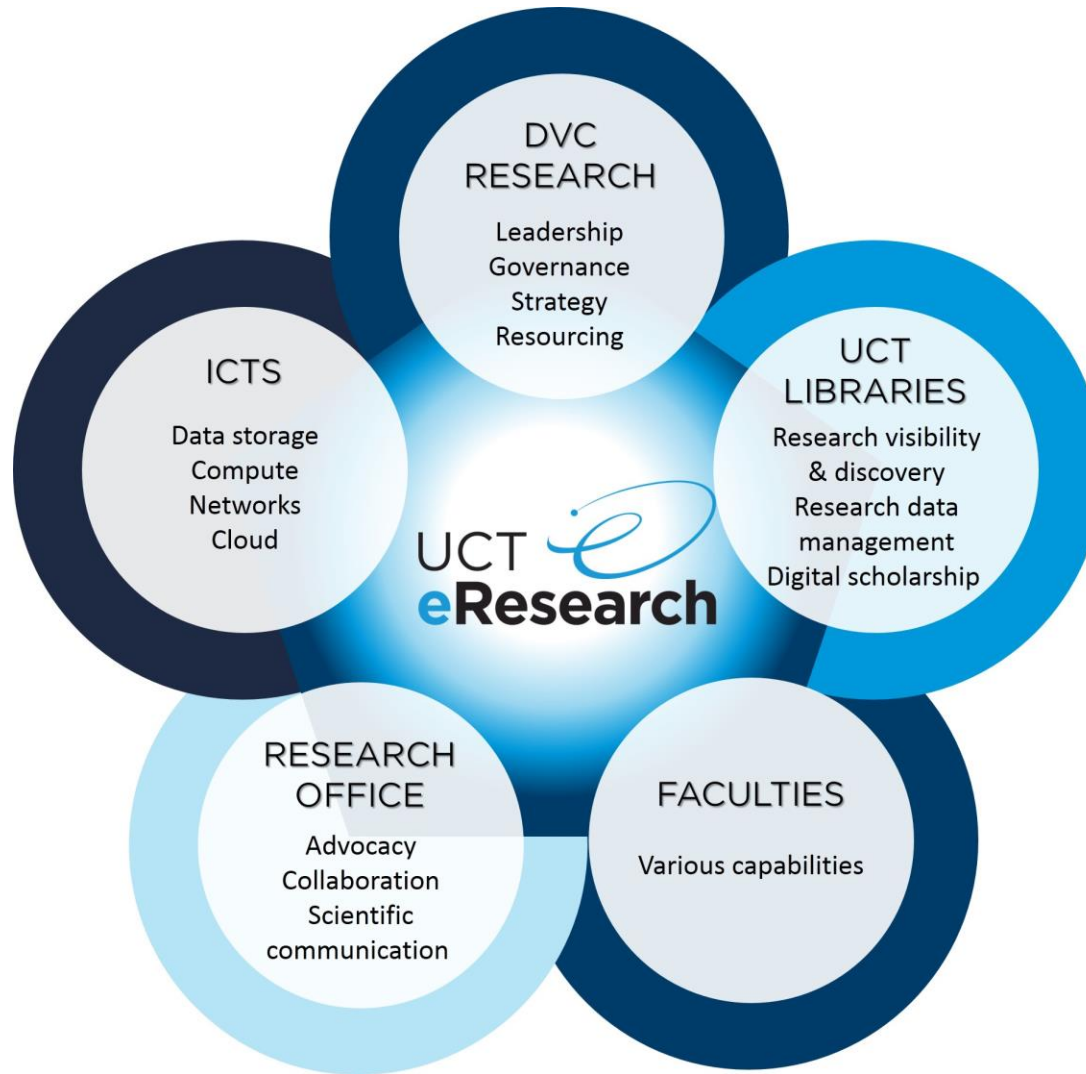 DVC
RESEARCH
Leadership
Governance
Strategy
Resourcing
UCT
LIBRARIES
Research visibility
& discovery
Research data
management
Digital scholarship
FACULTIES
Various capabilities
RESEARCH
OFFICE
Advocacy
Collaboration
Scientific
communication
ICTS
Data storage
Compute
Networks
Cloud
UCT
eResearch